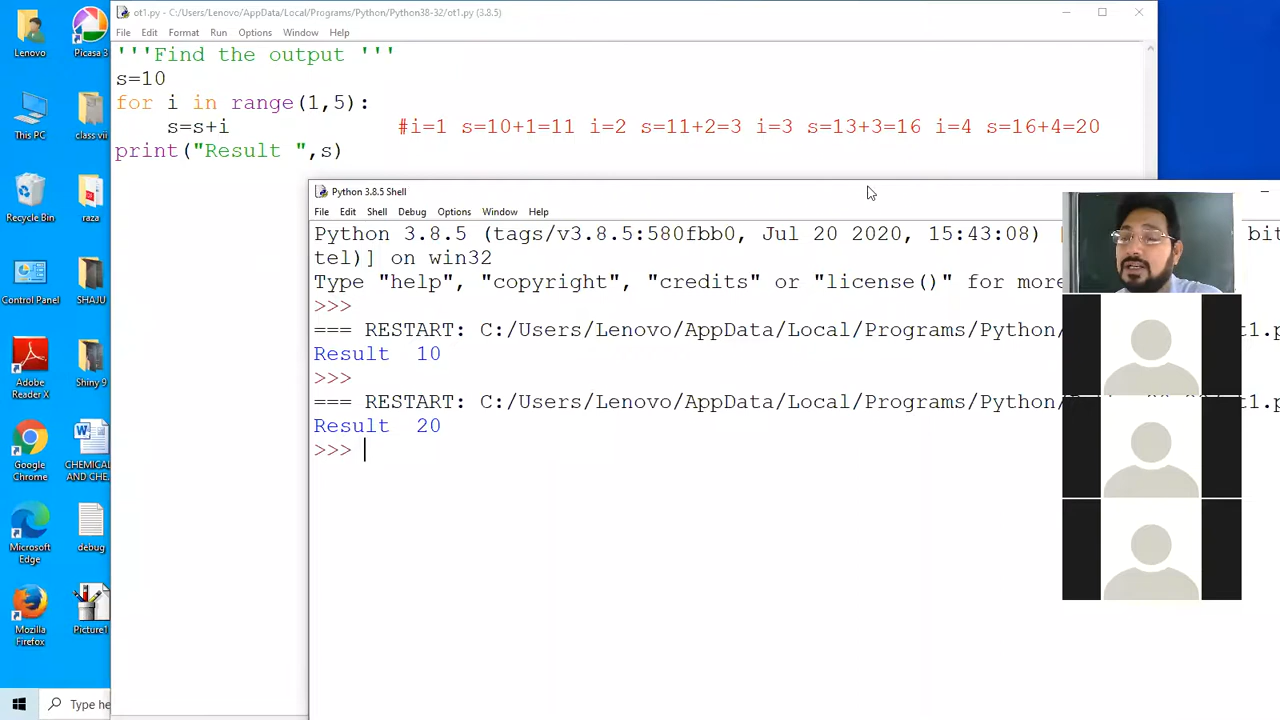 ot1.py - C:/Users/Lenovo/AppData/Local/Programs/Python/Python38-32/ot1.py (3.8.5)
File Edit Format Run Options Window Help
'''Find the output '''
s=10
for i in range(1,5):
s=s+i #i=1 s=10+1=11 i=2 s=11+2=3 i=3 s=13+3=16 i=4 s=16+4=20
print("Result ",s)
Python 3.8.5 Shell
File Edit Shell Debug Options Window Help
Python 3.8.5 (tags/v3.8.5:580fbb0, Jul 20 2020, 15:43:08) [ bit
tel)] on win32
Type "help", "copyright", "credits" or "license()" for more
>>>
=== RESTART: C:/Users/Lenovo/AppData/Local/Programs/Python/ t1.p
Result 10
>>>
=== RESTART: C:/Users/Lenovo/AppData/Local/Programs/Python/ t1.p
Result 20
>>>
Lenovo
Picasa 3
This PC
class vii
Recycle Bin
raza
Control Panel
SHAJU
Adobe
Reader X
Shiny 9
Google
Chrome
CHEMICAL
AND CHE...
Microsoft
Edge
debug
Mozilla
Firefox
Picture1
Type he